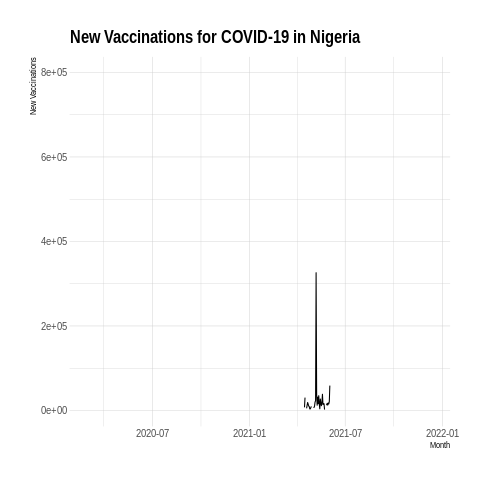 New Vaccinations for COVID-19 in Nigeria
New Vaccinations
8e+05
6e+05
4e+05
2e+05
0e+00
2020-07 2021-01 2021-07 2022-01
Month